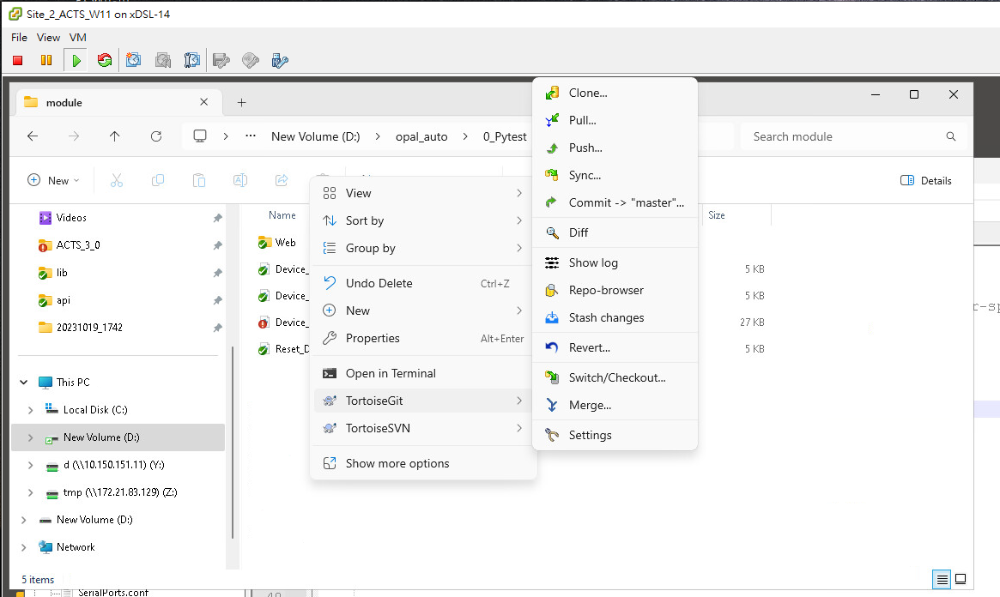 Site_2_ACTS_W11 on xDSL-14
File View VM
module
New Volume (D:) opal_auto 0_Pytest
Search module
New
Details
Videos
ACTS_3_0
lib
api
20231019_1742
This PC
Local Disk (C:)
New Volume (D:)
d (\\10.150.151.11) (Y:)
tmp (\\172.21.83.129) (Z:)
New Volume (D:)
Network
5 items
SerialPorts.conf
Name
Size
Web
Device_
5 KB
Device_
5 KB
Device_
27 KB
Reset_D
5 KB
View
Sort by
Group by
Undo Delete Ctrl+Z
New
Properties Alt+Enter
Open in Terminal
TortoiseGit
TortoiseSVN
Show more options
Clone...
Pull...
Push...
Sync...
Commit -> "master"...
Diff
Show log
Repo-browser
Stash changes
Revert...
Switch/Checkout...
Merge...
Settings
r-sp